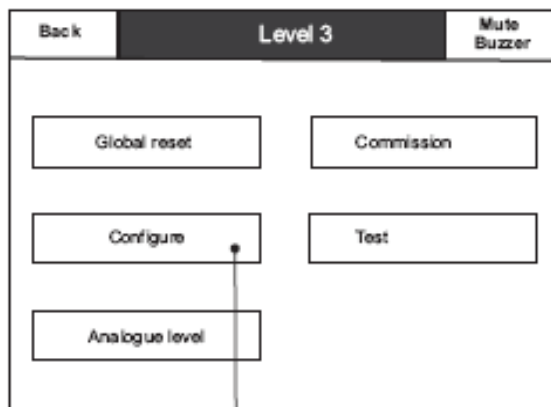 Back
Level 3
Mute
Buzzer
Global reset
Commission
Configure
Test
Analogue level